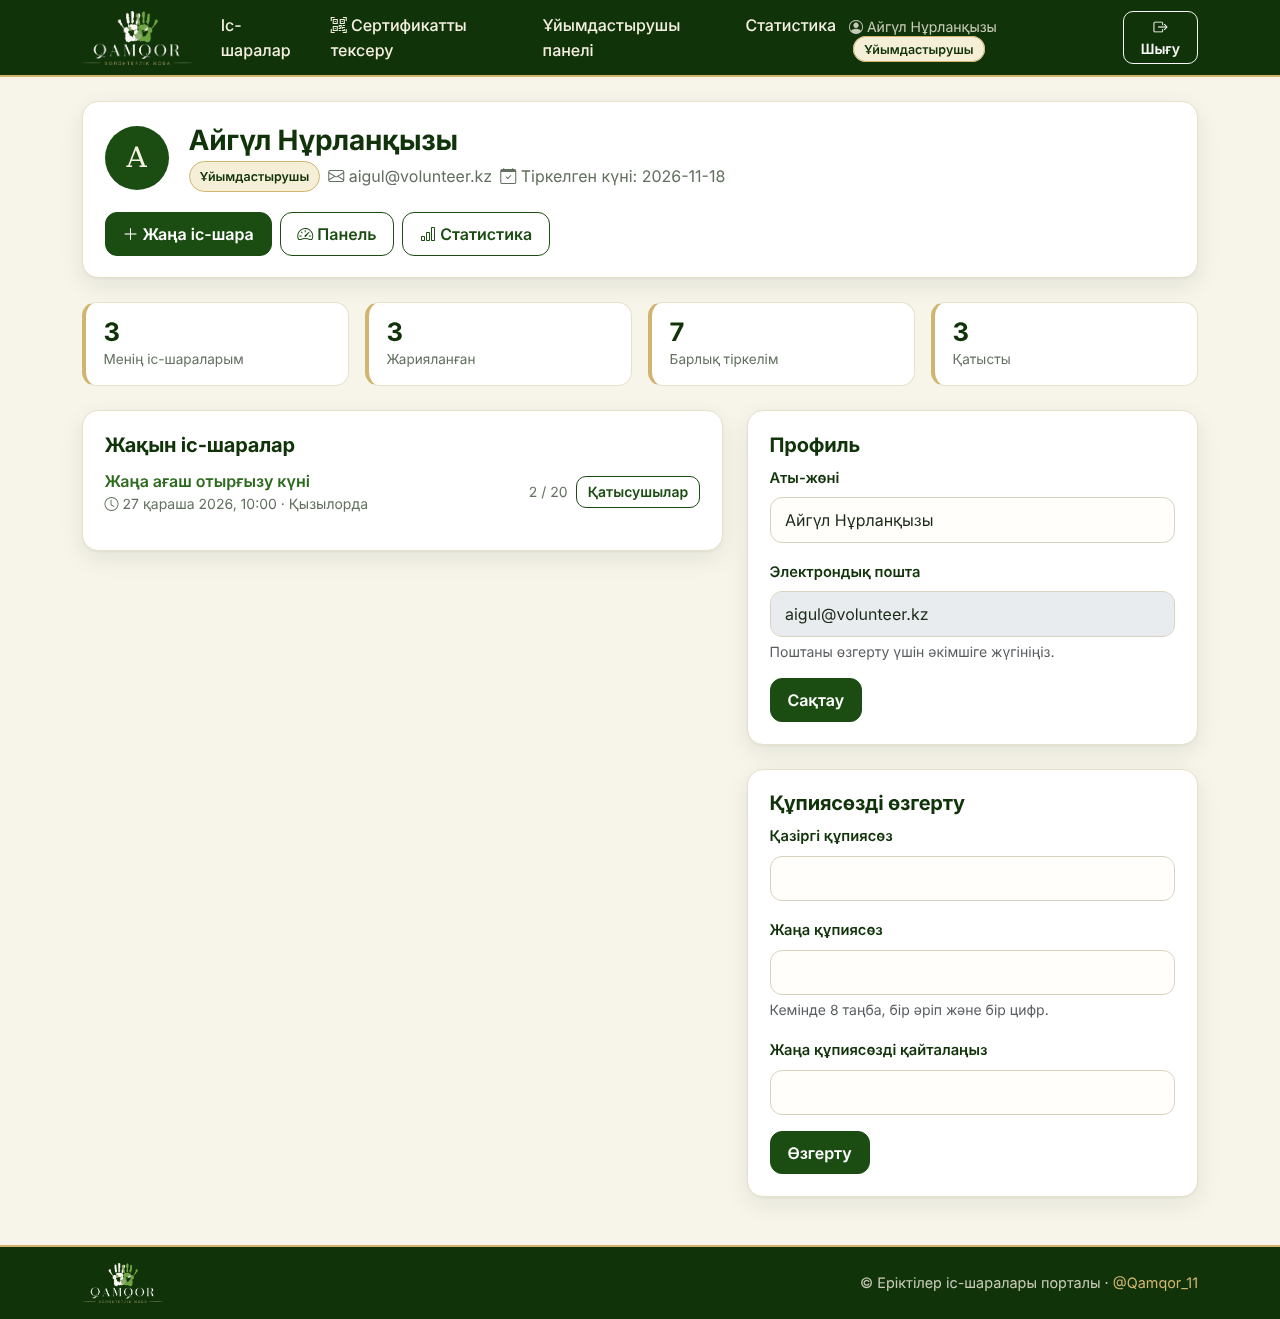 QAMQOR
Іс-шаралар
Сертификатты тексеру
Ұйымдастырушы панелі
Статистика
Айгүл Нұрланқызы
Ұйымдастырушы
Шығу
А
Айгүл Нұрланқызы
Ұйымдастырушы aigul@volunteer.kz Тіркелген күні: 2026-11-18
+ Жаңа іс-шара Панель Статистика
3
Менің іс-шараларым
3
Жарияланған
7
Барлық тіркелім
3
Қатысты
Жақын іс-шаралар
Жаңа ағаш отырғызу күні
27 қараша 2026, 10:00 · Қызылорда
2 / 20 Қатысушылар
Профиль
Аты-жөні
Айгүл Нұрланқызы
Электрондық пошта
aigul@volunteer.kz
Поштаны өзгерту үшін әкімшіге жүгініңіз.
Сақтау
Құпиясөзді өзгерту
Қазіргі құпиясөз
Жаңа құпиясөз
Кемінде 8 таңба, бір әріп және бір цифр.
Жаңа құпиясөзді қайталаңыз
Өзгерту
QAMQOR
© Еріктілер іс-шаралары порталы · @Qamqor_11